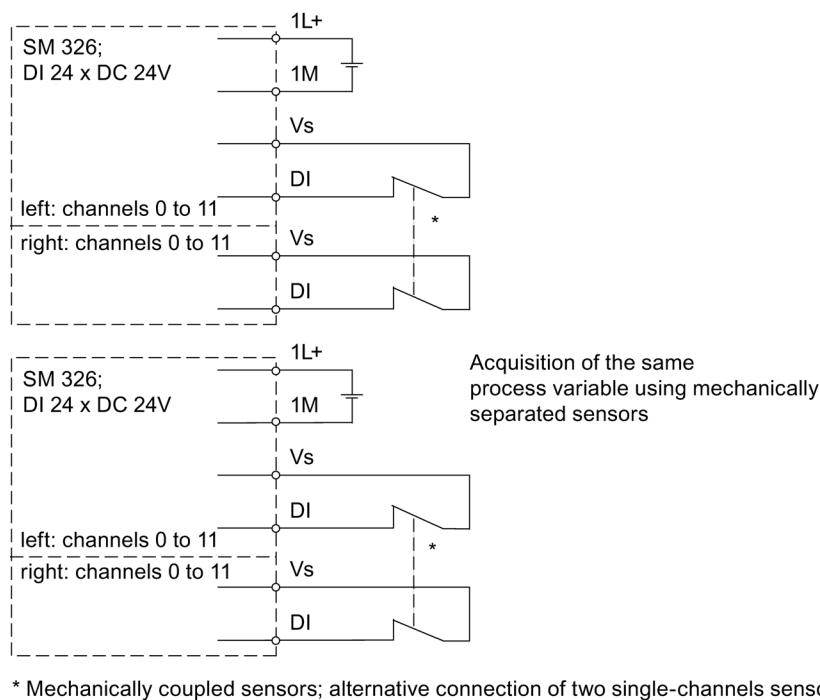 1L+
SM 326;
DI 24 x DC 24V
1M
Vs
DI
left: channels 0 to 11
*
right: channels 0 to 11
Vs
DI
1L+
SM 326;
DI 24 x DC 24V
1M
Acquisition of the same
process variable using mechanically
separated sensors
Vs
DI
left: channels 0 to 11
*
right: channels 0 to 11
Vs
DI
* Mechanically coupled sensors; alternative connection of two single-channels